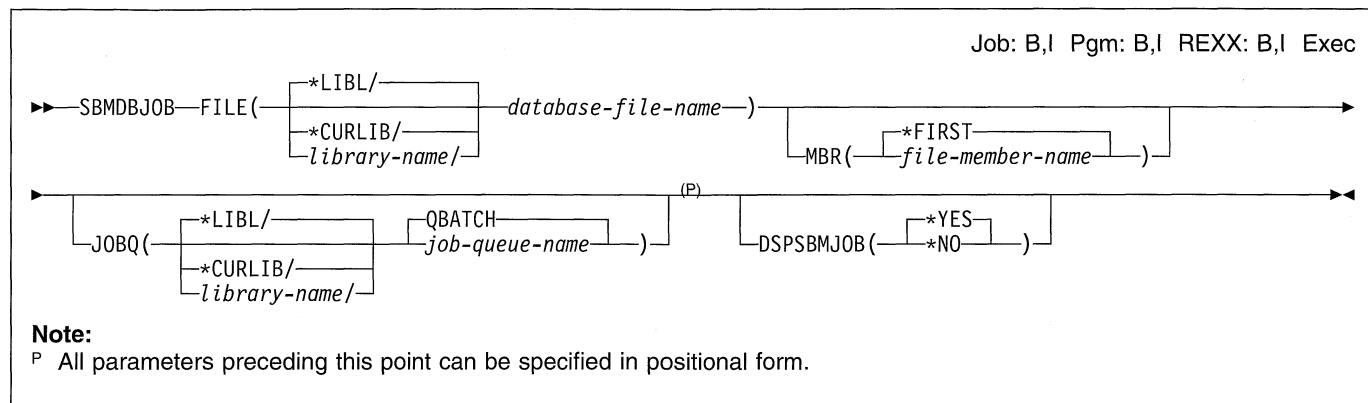 Job: B,I Pgm: B,I REXX: B,I Exec
*LIBL/
SBMDBJOB FILE( database-file-name )
*CURLIB/
library-name/
*FIRST
MBR( file-member-name )
(P)
*LIBL/ QBATCH *YES
JOBQ( job-queue-name ) DSPSBMJOB( *NO )
*CURLIB/
library-name/
Note:
P All parameters preceding this point can be specified in positional form.